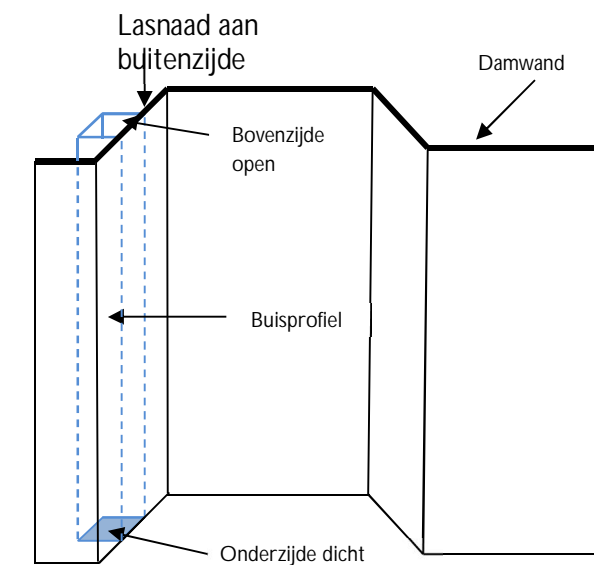 Lasnaad aan
buitenzijde
Damwand
Bovenzijde
open
Buisprofiel
Onderzijde dicht